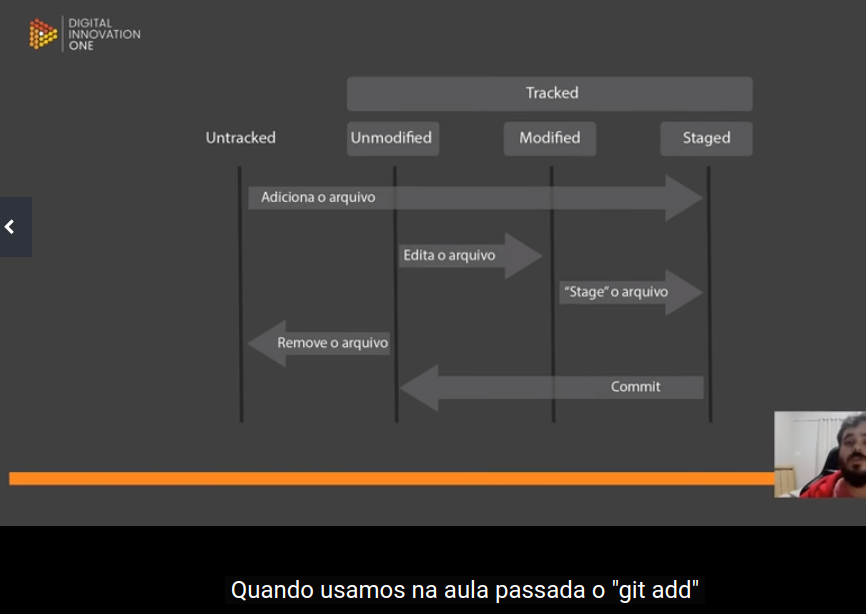 DIGITAL
INNOVATION
ONE
Tracked
Untracked
Unmodified
Modified
Staged
Adiciona o arquivo
Edita o arquivo
“Stage” o arquivo
Remove o arquivo
Commit
Quando usamos na aula passada o "git add"